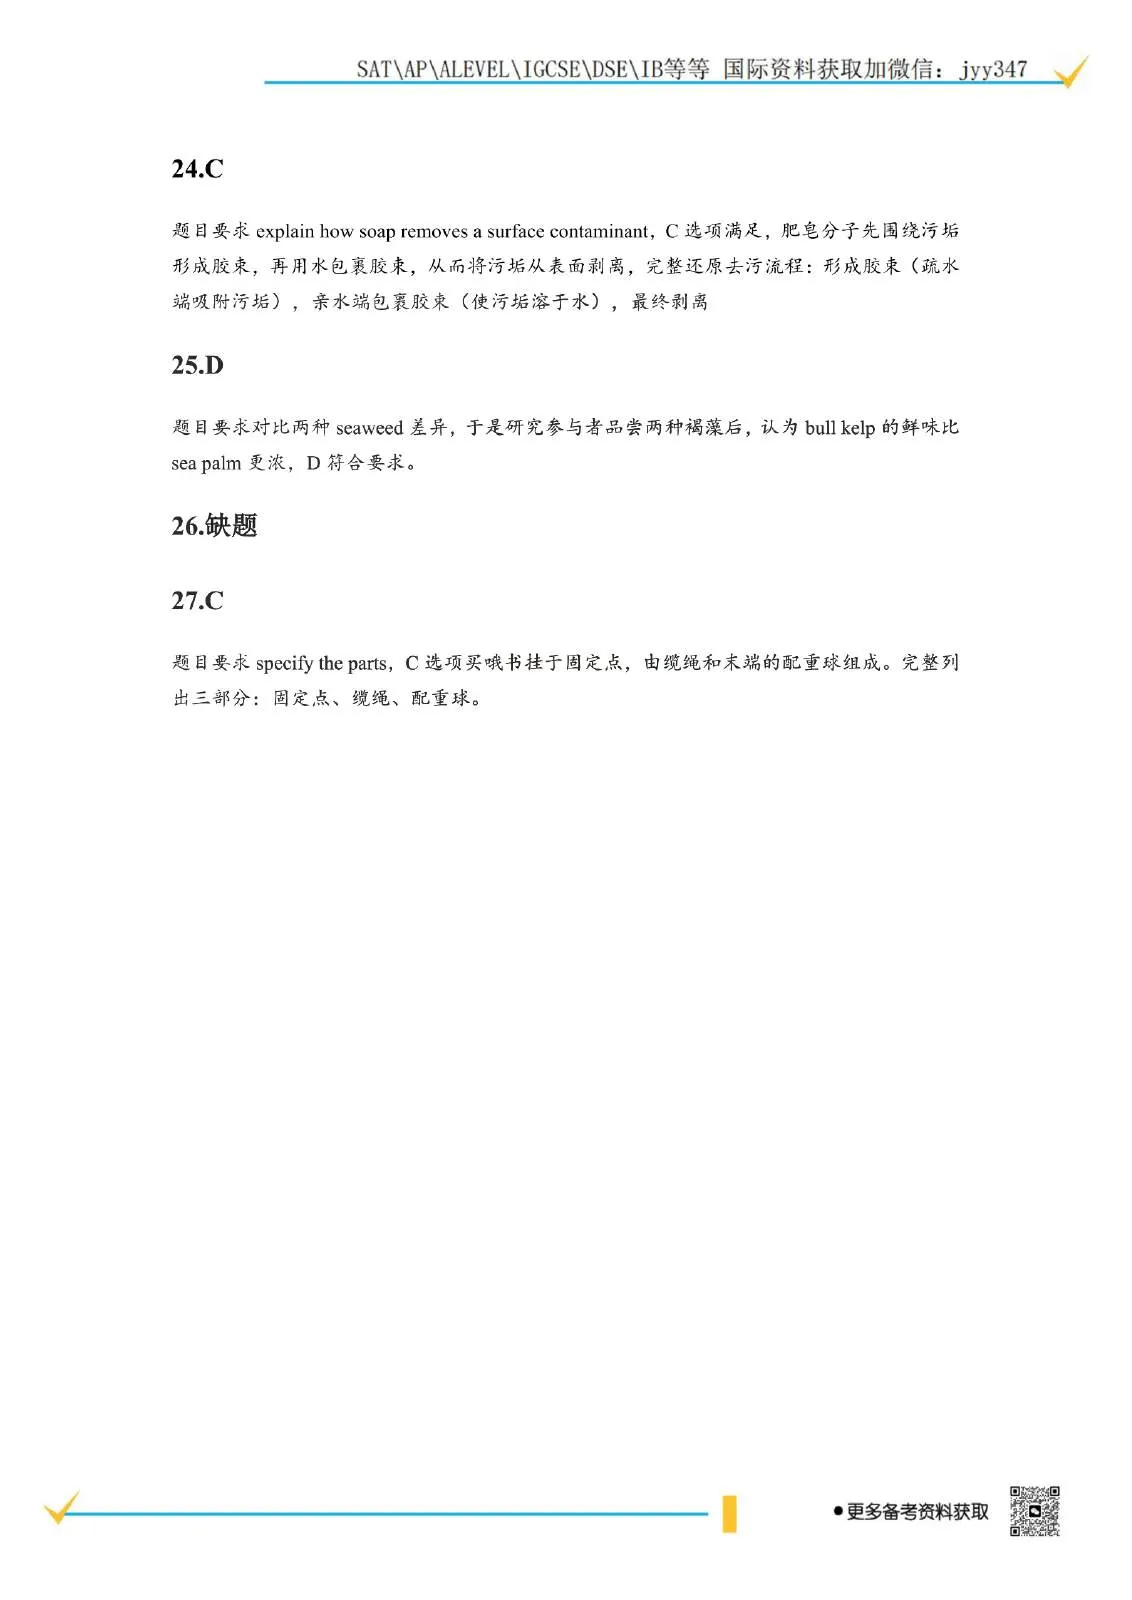 SAT\AP\ALEVEL\IGCSE\DSE\IB等等 国际资料获取加微信：jyy347
24.C
题目要求 explain how soap removes a surface contaminant，C 选项满足，肥皂分子先围绕污垢
形成胶束，再用水包裹胶束，从而将污垢从表面剥离，完整还原去污流程：形成胶束（疏水
端吸附污垢），亲水端包裹胶束（使污垢溶于水），最终剥离
25.D
题目要求对比两种 seaweed 差异，于是研究参与者品尝两种褐藻后，认为 bull kelp 的鲜味比
sea palm 更浓，D 符合要求。
26.缺题
27.C
题目要求 specify the parts，C 选项买哦书挂于固定点，由缆绳和末端的配重球组成。完整列
出三部分：固定点、缆绳、配重球。
●更多备考资料获取